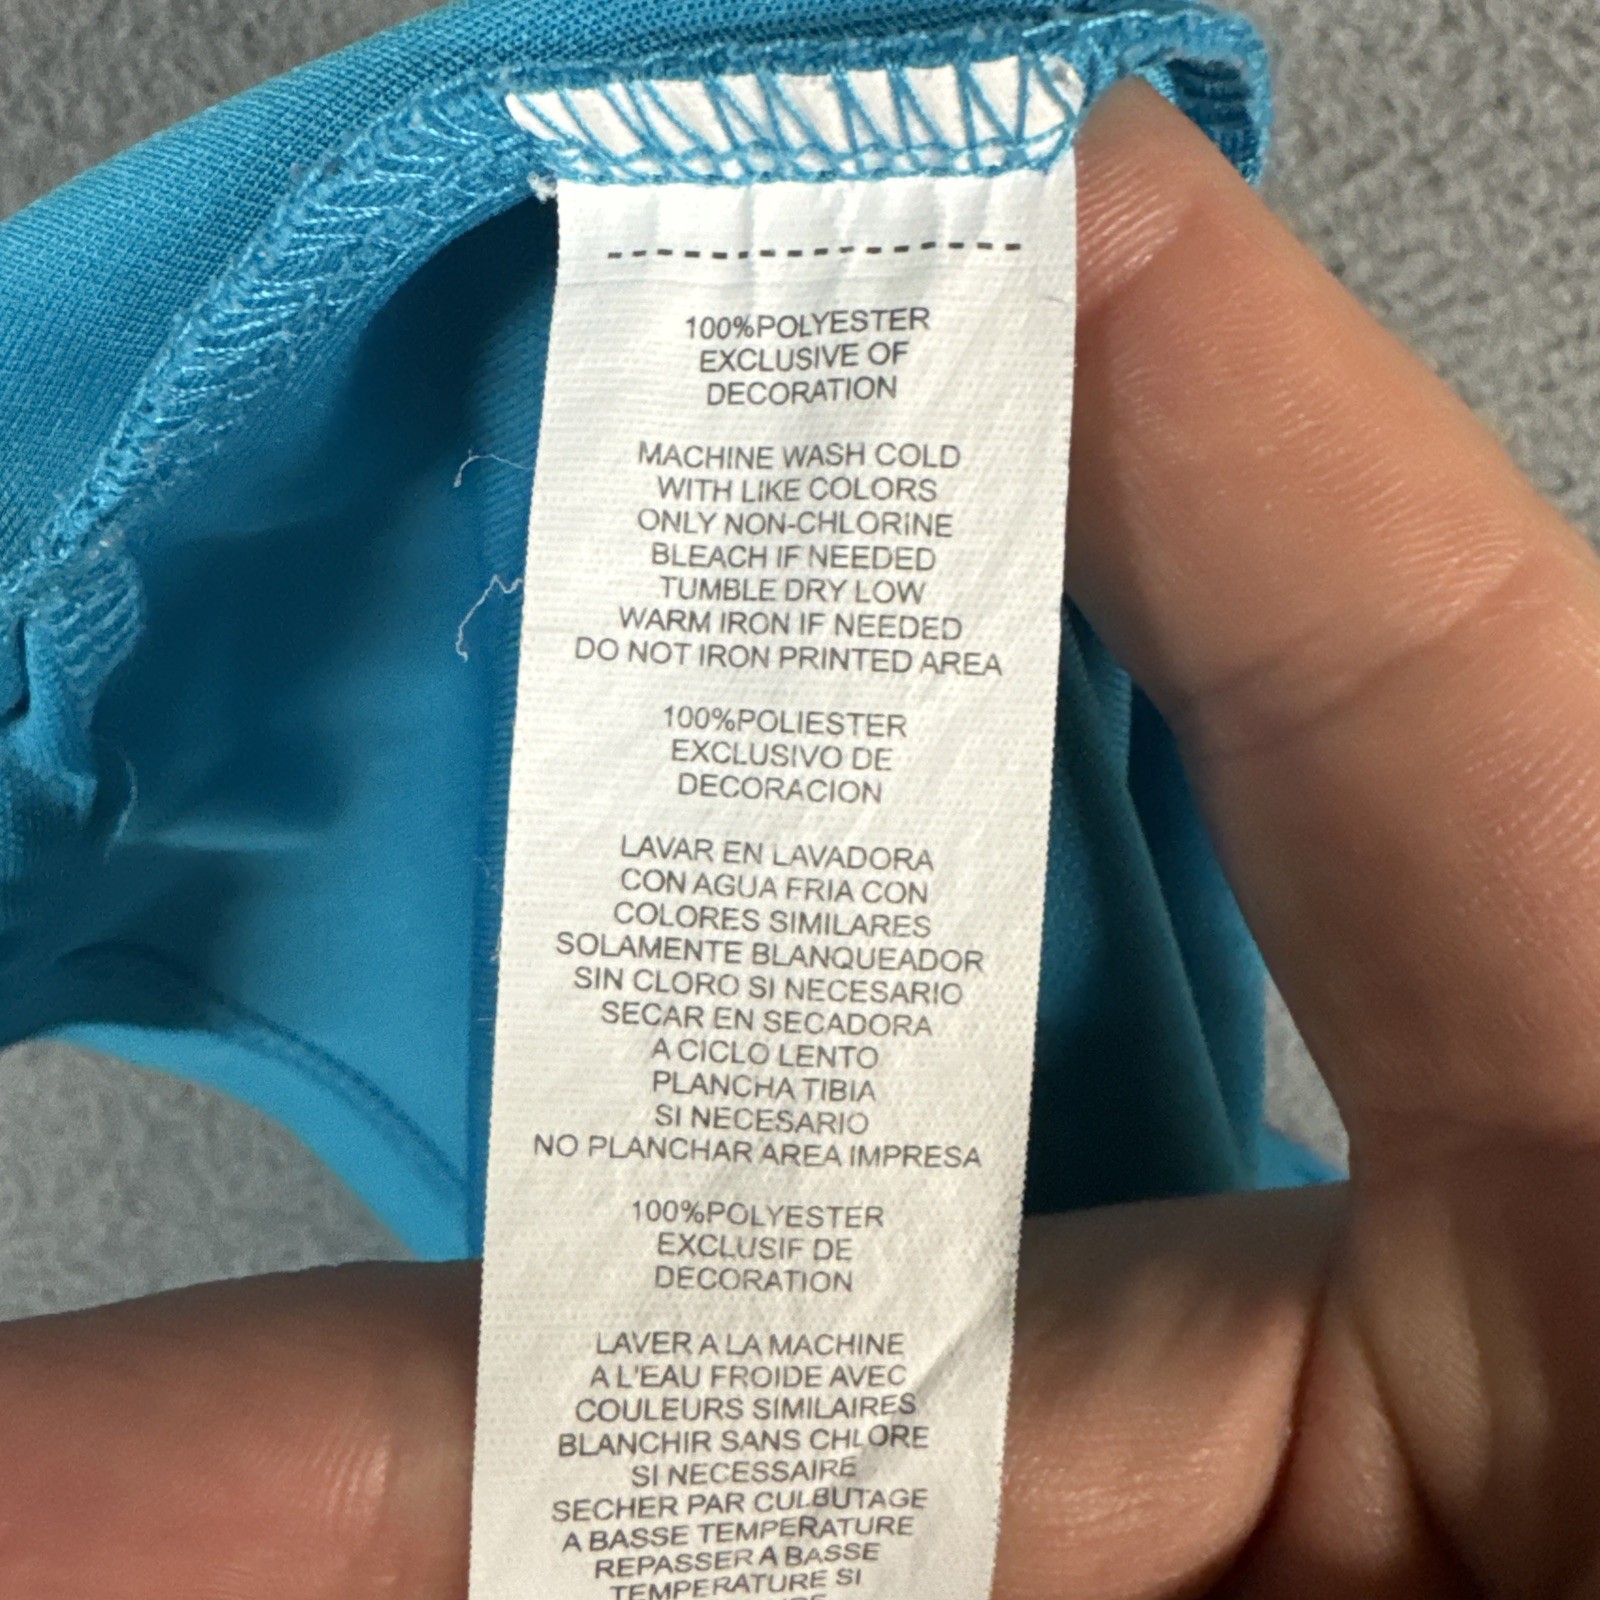 100%POLYESTER
EXCLUSIVE OF
DECORATION
MACHINE WASH COLD
WITH LIKE COLORS
ONLY NON-CHLORINE
BLEACH IF NEEDED
TUMBLE DRY LOW
WARM IRON IF NEEDED
DO NOT IRON PRINTED AREA
100%POLIESTER
EXCLUSIVO DE
DECORACION
LAVAR EN LAVADORA
CON AGUA FRIA CON
COLORES SIMILARES
SOLAMENTE BLANQUEADOR
SIN CLORO SI NECESARIO
SECAR EN SECADORA
A CICLO LENTO
PLANCHA TIBIA
SI NECESARIO
NO PLANCHAR AREA IMPRESA
100%POLYESTER
EXCLUSIF DE
DECORATION
LAVER A LA MACHINE
A L'EAU FROIDE AVEC
COULEURS SIMILAIRES
BLANCHIR SANS CHLORE
SI NECESSAIRE
SECHER PAR CULBUTAGE
A BASSE TEMPERATURE
REPASSER A BASSE
TEMPERATURE SI